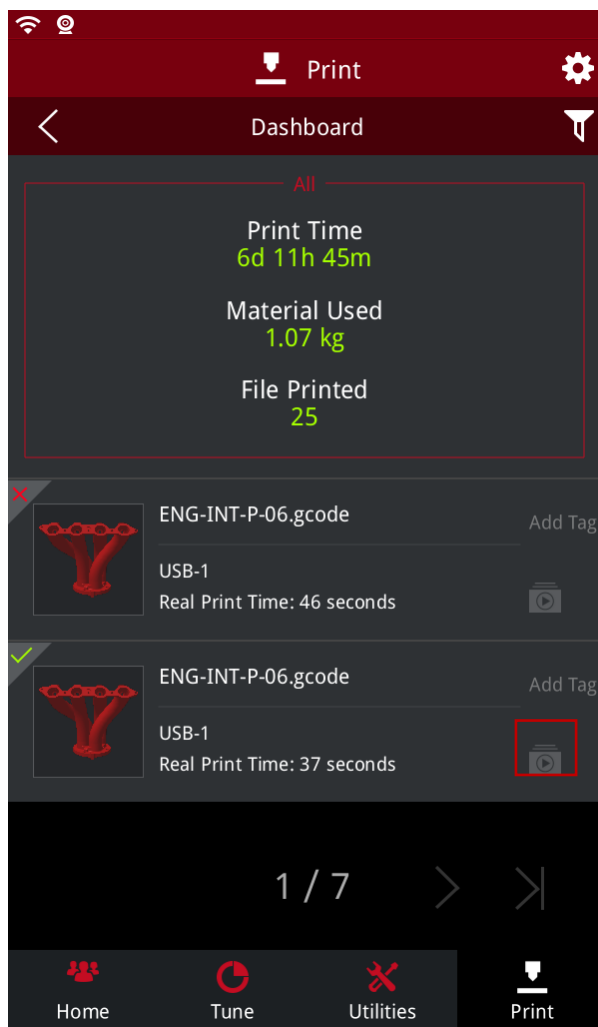 Print
Dashboard
All
Print Time
6d 11h 45m
Material Used
1.07 kg
File Printed
25
ENG-INT-P-06.gcode
Add Tag
USB-1
Real Print Time: 46 seconds
ENG-INT-P-06.gcode
Add Tag
USB-1
Real Print Time: 37 seconds
1 / 7
Home
Tune
Utilities
Print